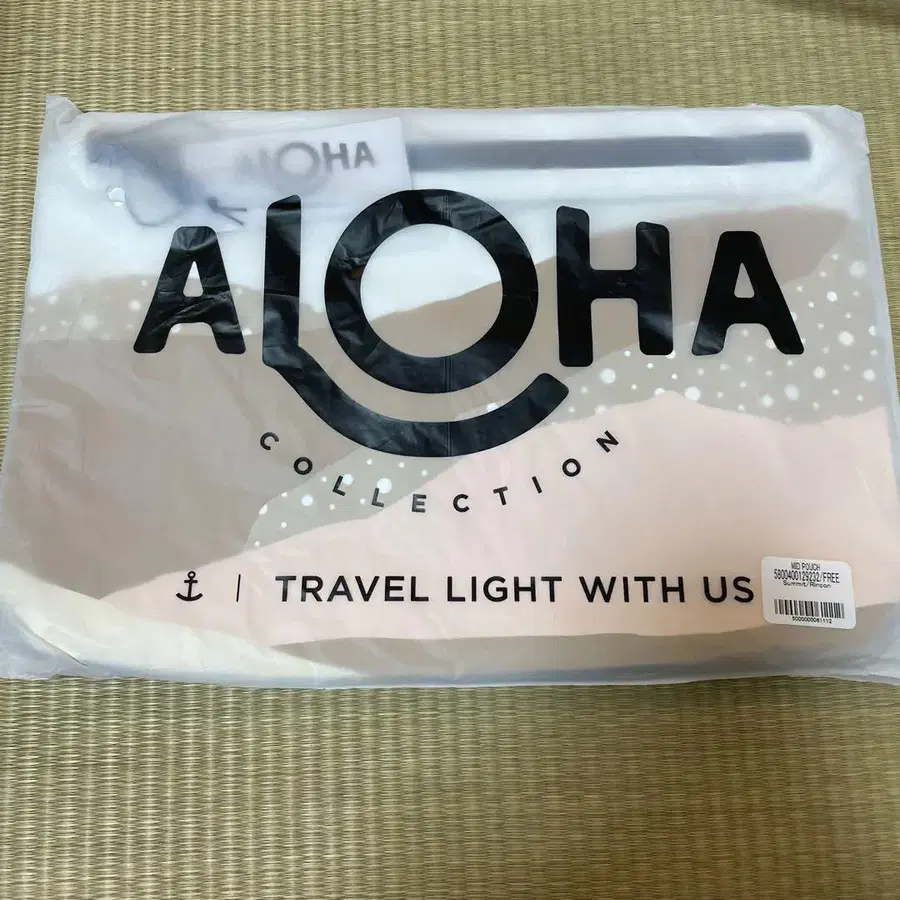 ALOHA
ALOHA
COLLECTION
TRAVEL LIGHT WITH US
MID POUCH
5800400129232/FREE
Summit/Rincon
5000000081112